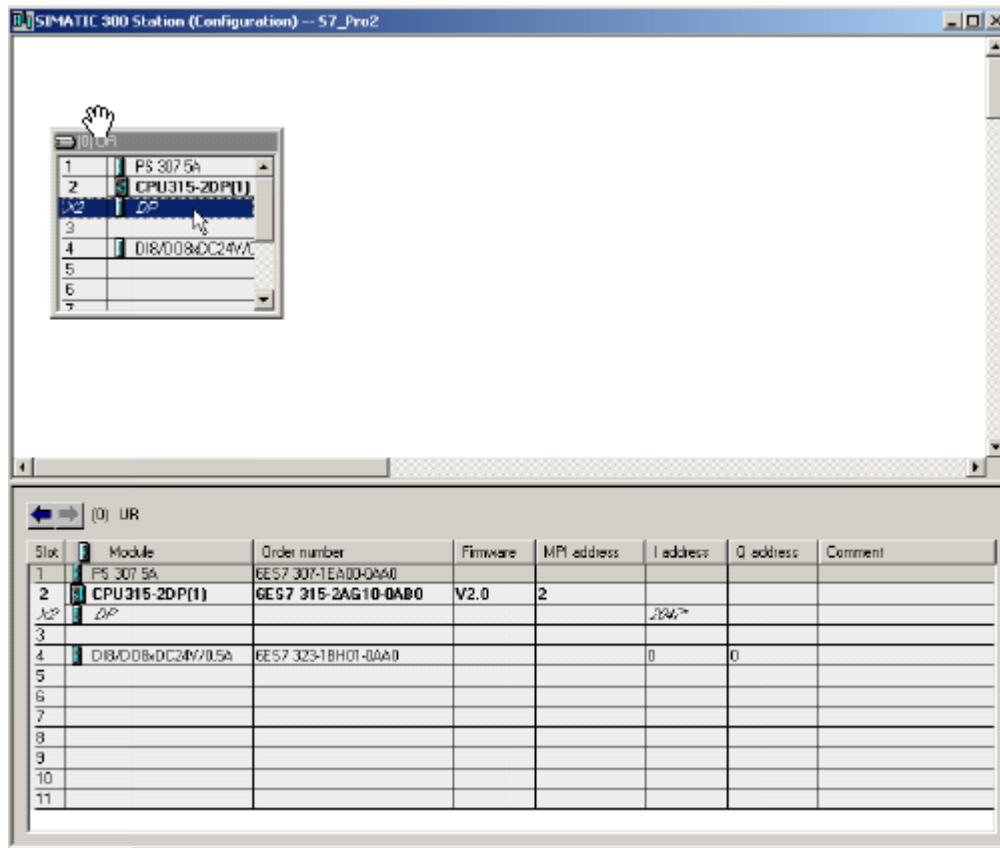 SIMATIC 300 Station (Configuration) -- S7_Pro2
(0) UR
1 PS 307 5A
2 CPU315-2DP(1)
X2 DP
3
4 DI8/DO8xDC24V/0
5
6
7
(0) UR
Slot Module Order number Firmware MPI address I address Q address Comment
1 PS 307 5A 6ES7 307-1EA00-0AA0
2 CPU315-2DP(1) 6ES7 315-2AG10-0AB0 V2.0 2
X2 DP 2047*
3
4 DI8/DO8xDC24V/0,5A 6ES7 323-1BH01-0AA0 0 0
5
6
7
8
9
10
11